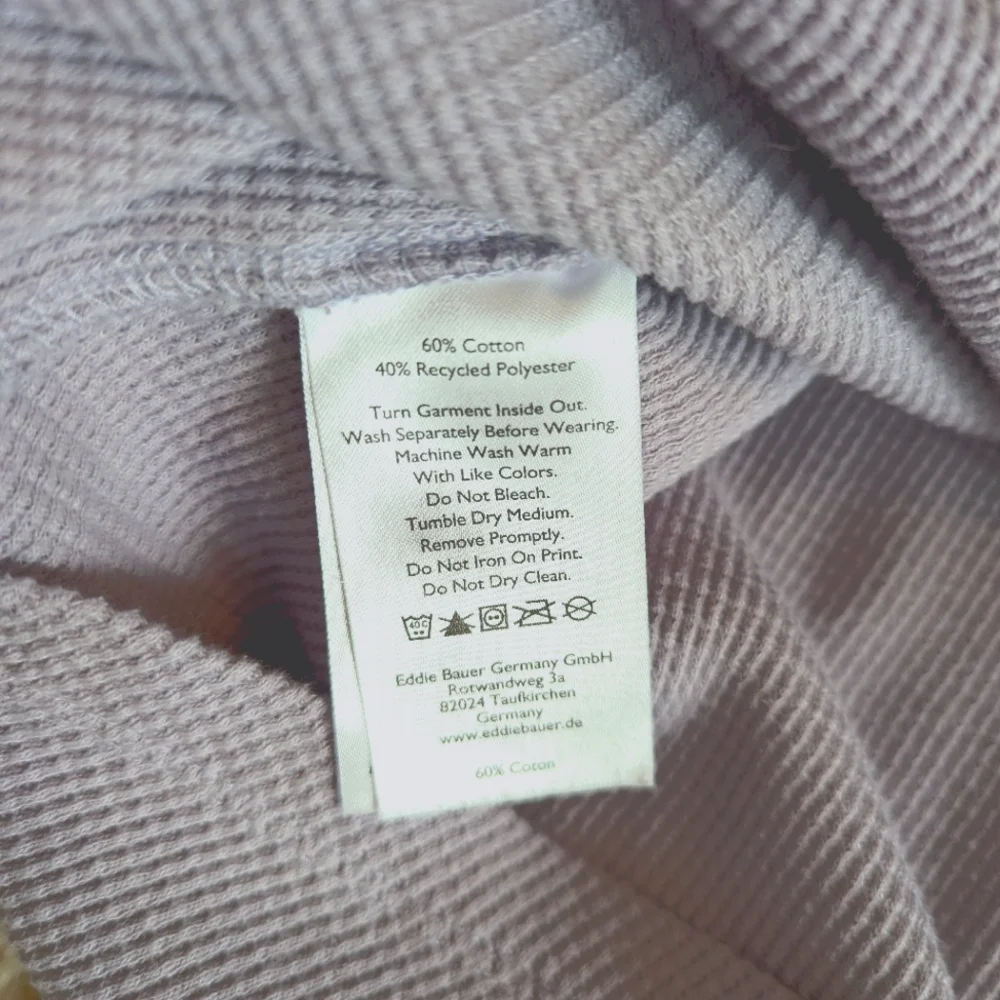 60% Cotton
40% Recycled Polyester
Turn Garment Inside Out.
Wash Separately Before Wearing.
Machine Wash Warm
With Like Colors.
Do Not Bleach.
Tumble Dry Medium.
Remove Promptly.
Do Not Iron On Print.
Do Not Dry Clean.
40C
Eddie Bauer Germany GmbH
Rotwandweg 3a
82024 Taufkirchen
Germany
www.eddiebauer.de
60% Coton